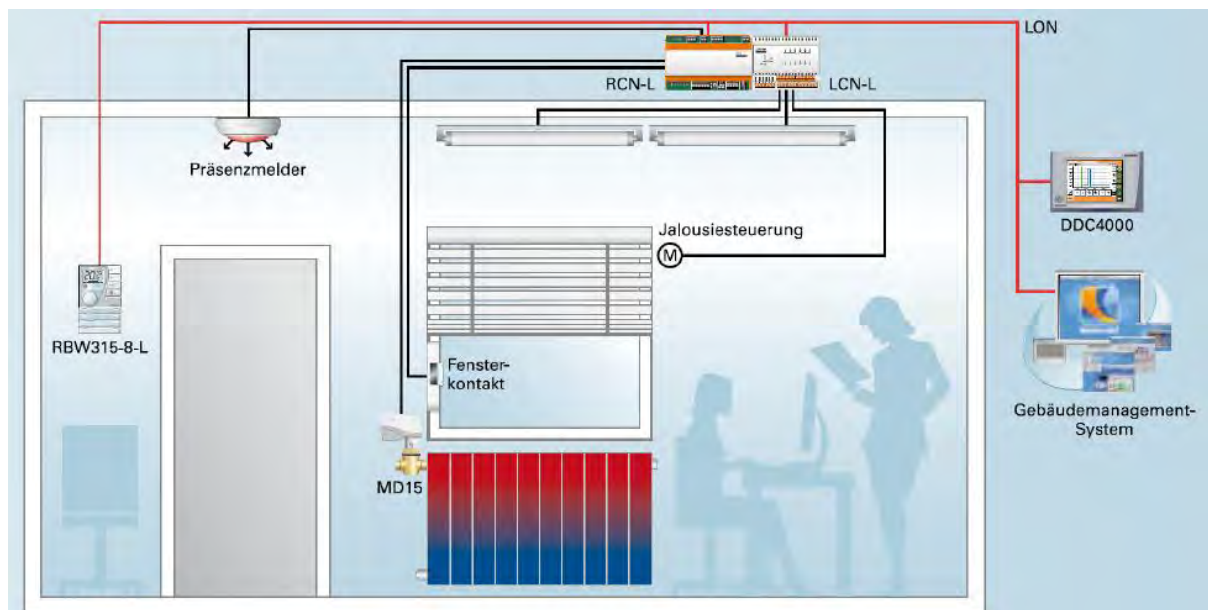 LON
RCN-L
LCN-L
Präsenzmelder
DDC4000
Jalousiesteuerung
M
RBW315-8-L
Fenster-
kontakt
Gebäudemanagement-
System
MD15